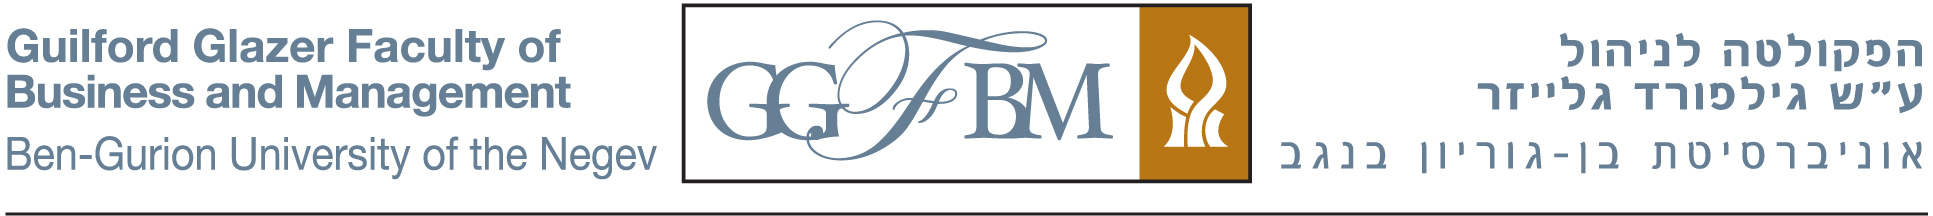 Guilford Glazer Faculty of
Business and Management
Ben-Gurion University of the Negev
GGFBM
הפקולטה לניהול
ע״ש גילפורד גלייזר
אוניברסיטת בן-גוריון בנגב